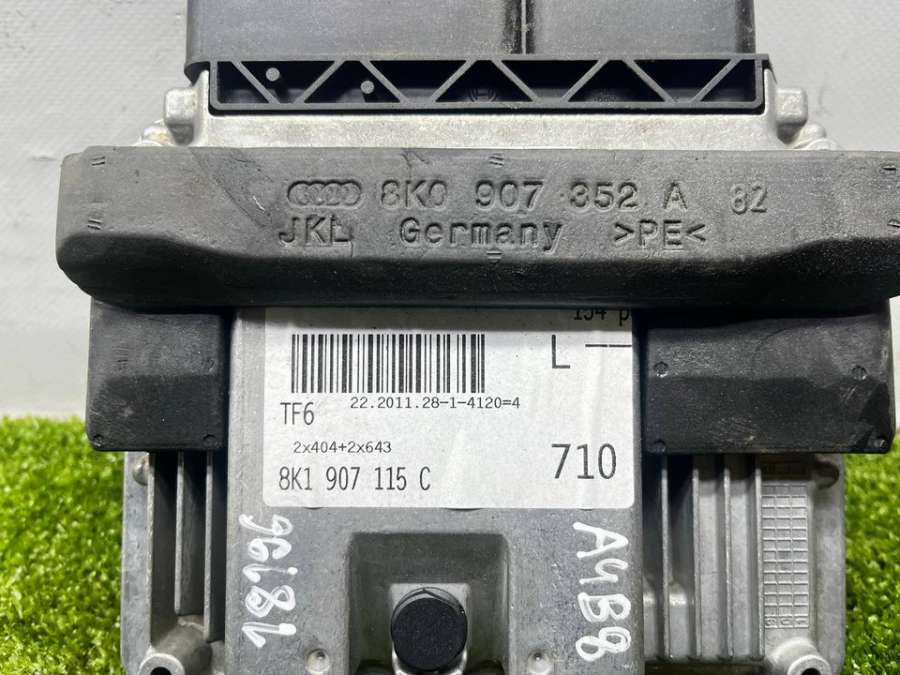 8K0 907 352 A 82
JKL Germany >PE<
L --
22.2011.28-1-4120=4
TF6
2x404+2x643
8K1 907 115 C
710
18196
A4B8